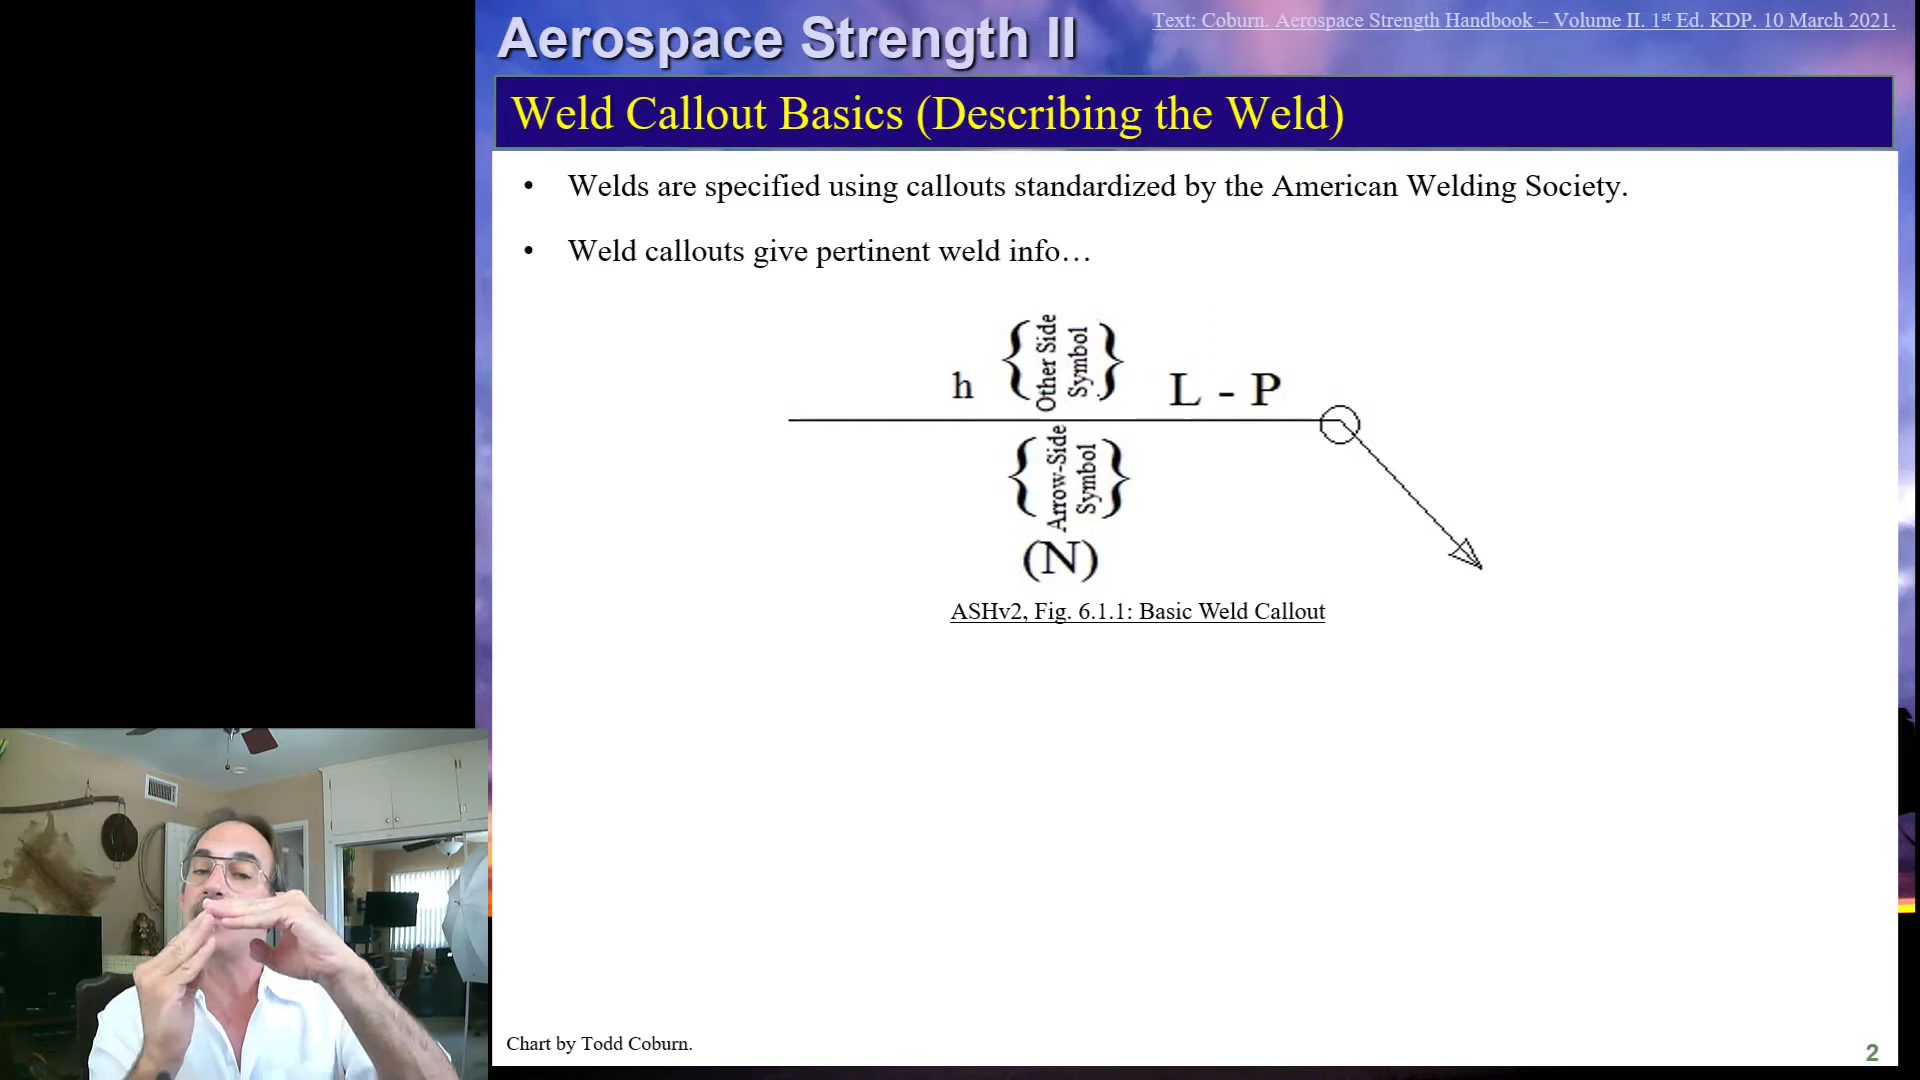 Aerospace Strength II
Text: Coburn. Aerospace Strength Handbook – Volume II. 1st Ed. KDP. 10 March 2021.
Weld Callout Basics (Describing the Weld)
• Welds are specified using callouts standardized by the American Welding Society.
• Weld callouts give pertinent weld info…
h { Other Side Symbol } L - P
{ Arrow-Side Symbol }
(N)
ASHv2, Fig. 6.1.1: Basic Weld Callout
Chart by Todd Coburn.
2